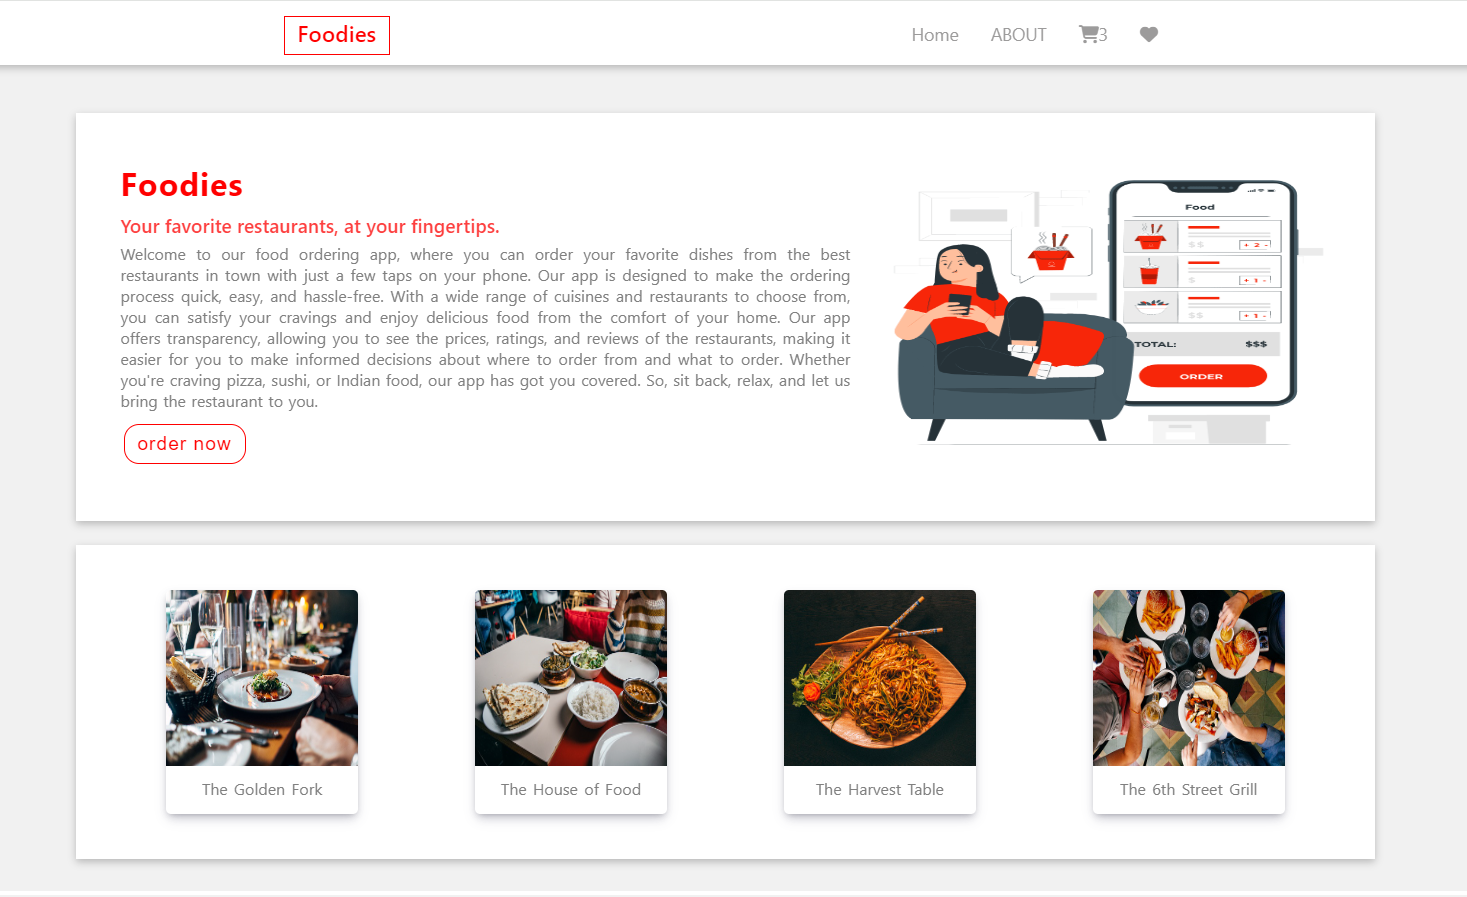 Foodies
Home ABOUT 3
Foodies
Your favorite restaurants, at your fingertips.
Welcome to our food ordering app, where you can order your favorite dishes from the best
restaurants in town with just a few taps on your phone. Our app is designed to make the ordering
process quick, easy, and hassle-free. With a wide range of cuisines and restaurants to choose from,
you can satisfy your cravings and enjoy delicious food from the comfort of your home. Our app
offers transparency, allowing you to see the prices, ratings, and reviews of the restaurants, making it
easier for you to make informed decisions about where to order from and what to order. Whether
you're craving pizza, sushi, or Indian food, our app has got you covered. So, sit back, relax, and let us
bring the restaurant to you.
order now
Food
$$ + 2 -
$ + 1 -
$$ + 1 -
TOTAL: $$$
ORDER
The Golden Fork
The House of Food
The Harvest Table
The 6th Street Grill